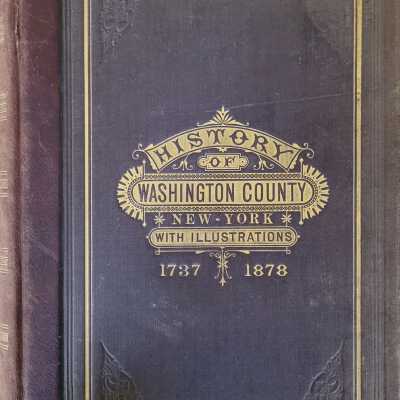 HISTORY
OF
WASHINGTON COUNTY
NEW-YORK
WITH ILLUSTRATIONS
1737 1878